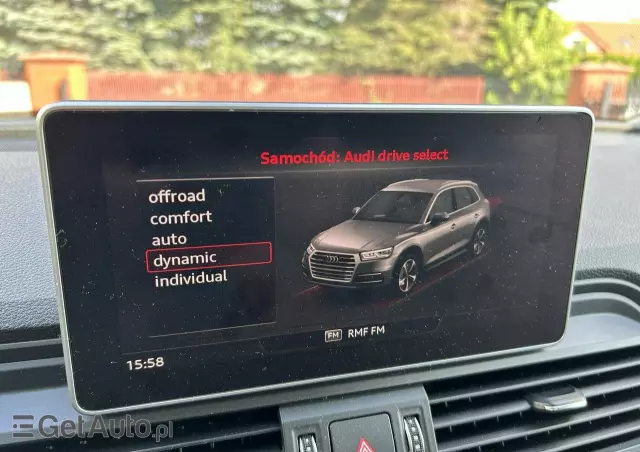 Samochód: Audi drive select
offroad
comfort
auto
dynamic
individual
FM RMF FM
15:58
GetAuto.pl